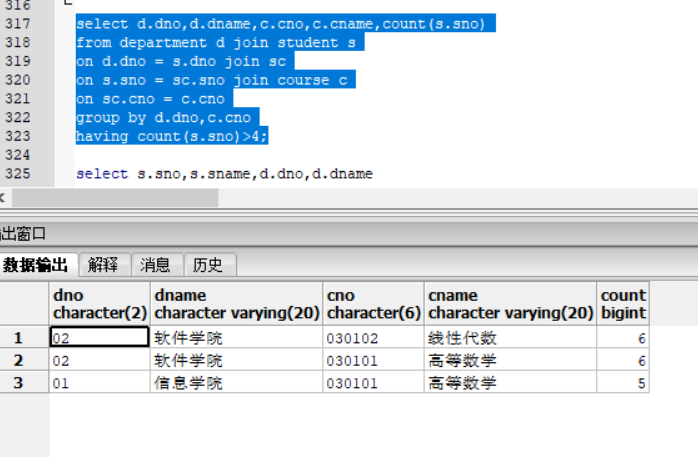 316
317 select d.dno,d.dname,c.cno,c.cname,count(s.sno)
318 from department d join student s
319 on d.dno = s.dno join sc
320 on s.sno = sc.sno join course c
321 on sc.cno = c.cno
322 group by d.dno,c.cno
323 having count(s.sno)>4;
324
325 select s.sno,s.sname,d.dno,d.dname
出窗口
数据输出 解释 消息 历史
dno dname cno cname count
character(2) character varying(20) character(6) character varying(20) bigint
1 02 软件学院 030102 线性代数 6
2 02 软件学院 030101 高等数学 6
3 01 信息学院 030101 高等数学 5